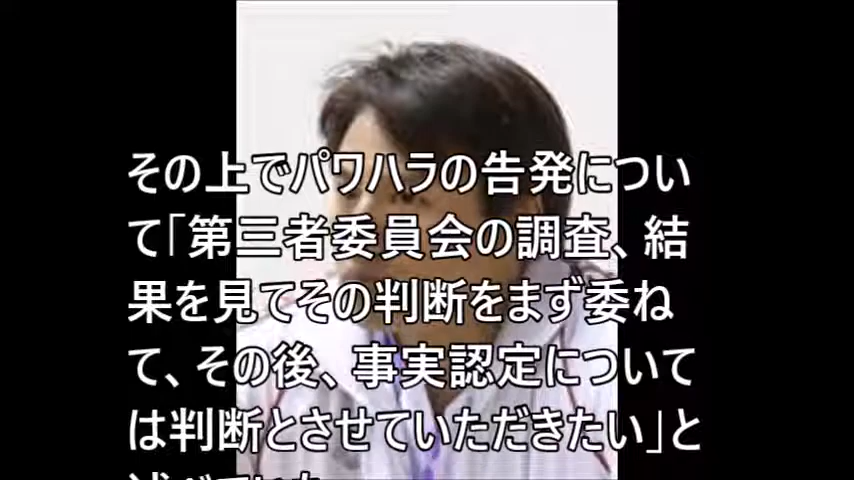 その上でパワハラの告発につい
て「第三者委員会の調査、結
果を見てその判断をまず委ね
て、その後、事実認定について
は判断とさせていただきたい」と